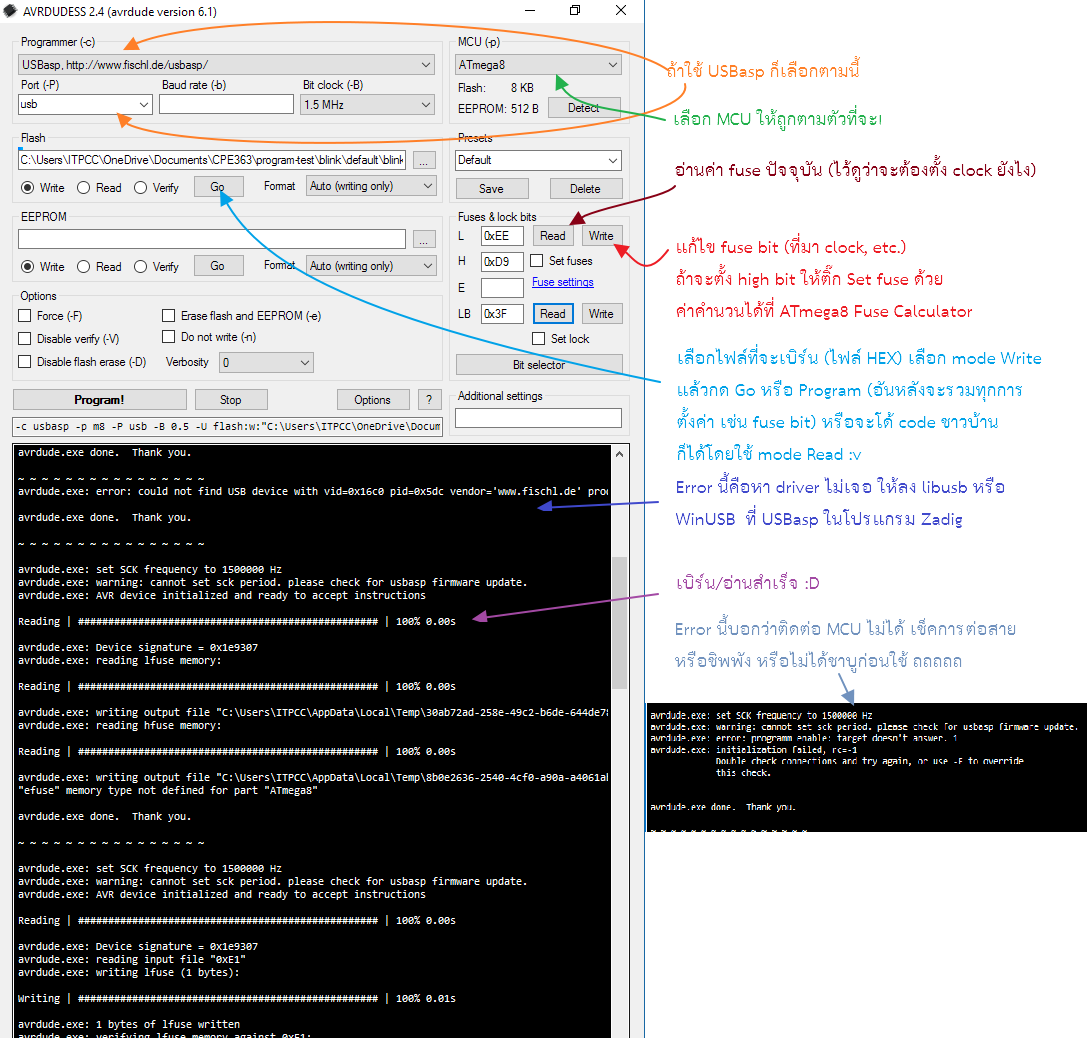 AVRDUDESS 2.4 (avrdude version 6.1)
Programmer (-c)
USBasp, http://www.fischl.de/usbasp/
Port (-P)
Baud rate (-b)
Bit clock (-B)
usb
1.5 MHz
MCU (-p)
ATmega8
Flash: 8 KB
EEPROM: 512 B
Detect
Flash
C:\Users\ITPCC\OneDrive\Documents\CPE363\program-test\blink\default\blink
...
Write
Read
Verify
Go
Format
Auto (writing only)
Presets
Default
Save
Delete
EEPROM
...
Write
Read
Verify
Go
Format
Auto (writing only)
Fuses & lock bits
L 0xEE Read Write
H 0xD9 Set fuses
E Fuse settings
LB 0x3F Read Write
Set lock
Bit selector
Options
Force (-F)
Erase flash and EEPROM (-e)
Disable verify (-V)
Do not write (-n)
Disable flash erase (-D)
Verbosity 0
Program!
Stop
Options
?
Additional settings
-c usbasp -p m8 -P usb -B 0.5 -U flash:w:"C:\Users\ITPCC\OneDrive\Docum
avrdude.exe done.  Thank you.
~ ~ ~ ~ ~ ~ ~ ~ ~ ~ ~ ~ ~ ~ ~ ~
avrdude.exe: error: could not find USB device with vid=0x16c0 pid=0x5dc vendor='www.fischl.de' pro
avrdude.exe done.  Thank you.
~ ~ ~ ~ ~ ~ ~ ~ ~ ~ ~ ~ ~ ~ ~ ~
avrdude.exe: set SCK frequency to 1500000 Hz
avrdude.exe: warning: cannot set sck period. please check for usbasp firmware update.
avrdude.exe: AVR device initialized and ready to accept instructions
Reading | ################################################## | 100% 0.00s
avrdude.exe: Device signature = 0x1e9307
avrdude.exe: reading lfuse memory:
Reading | ################################################## | 100% 0.00s
avrdude.exe: writing output file "C:\Users\ITPCC\AppData\Local\Temp\30ab72ad-258e-49c2-b6de-644de7
avrdude.exe: reading hfuse memory:
Reading | ################################################## | 100% 0.00s
avrdude.exe: writing output file "C:\Users\ITPCC\AppData\Local\Temp\8b0e2636-2540-4cf0-a90a-a4061a
"efuse" memory type not defined for part "ATmega8"
avrdude.exe done.  Thank you.
~ ~ ~ ~ ~ ~ ~ ~ ~ ~ ~ ~ ~ ~ ~ ~
avrdude.exe: set SCK frequency to 1500000 Hz
avrdude.exe: warning: cannot set sck period. please check for usbasp firmware update.
avrdude.exe: AVR device initialized and ready to accept instructions
Reading | ################################################## | 100% 0.00s
avrdude.exe: Device signature = 0x1e9307
avrdude.exe: reading input file "0xE1"
avrdude.exe: writing lfuse (1 bytes):
Writing | ################################################## | 100% 0.01s
avrdude.exe: 1 bytes of lfuse written
avrdude.exe: verifying lfuse memory against 0xE1:
ถ้าใช้ USBasp ก็เลือกตามนี้
เลือก MCU ให้ถูกตามตัวที่จะเ
อ่านค่า fuse ปัจจุบัน (ไว้ดูว่าจะต้องตั้ง clock ยังไง)
แก้ไข fuse bit (ที่มา clock, etc.)
ถ้าจะตั้ง high bit ให้ติ๊ก Set fuse ด้วย
ค่าคำนวนได้ที่ ATmega8 Fuse Calculator
เลือกไฟล์ที่จะเบิร์น (ไฟล์ HEX) เลือก mode Write
แล้วกด Go หรือ Program (อันหลังจะรวมทุกการ
ตั้งค่า เช่น fuse bit) หรือจะโด้ code ชาวบ้าน
ก็ได้โดยใช้ mode Read :v
Error นี้คือหา driver ไม่เจอ ให้ลง libusb หรือ
WinUSB ที่ USBasp ในโปรแกรม Zadig
เบิร์น/อ่านสำเร็จ :D
Error นี้บอกว่าติดต่อ MCU ไม่ได้ เช็คการต่อสาย
หรือชิพพัง หรือไม่ได้ชาบูก่อนใช้ ถถถถถ
avrdude.exe: set SCK frequency to 1500000 Hz
avrdude.exe: warning: cannot set sck period. please check for usbasp firmware update.
avrdude.exe: error: programm enable: target doesn't answer. 1
avrdude.exe: initialization failed, rc=-1
Double check connections and try again, or use -F to override
this check.
avrdude.exe done.  Thank you.
~ ~ ~ ~ ~ ~ ~ ~ ~ ~ ~ ~ ~ ~ ~ ~